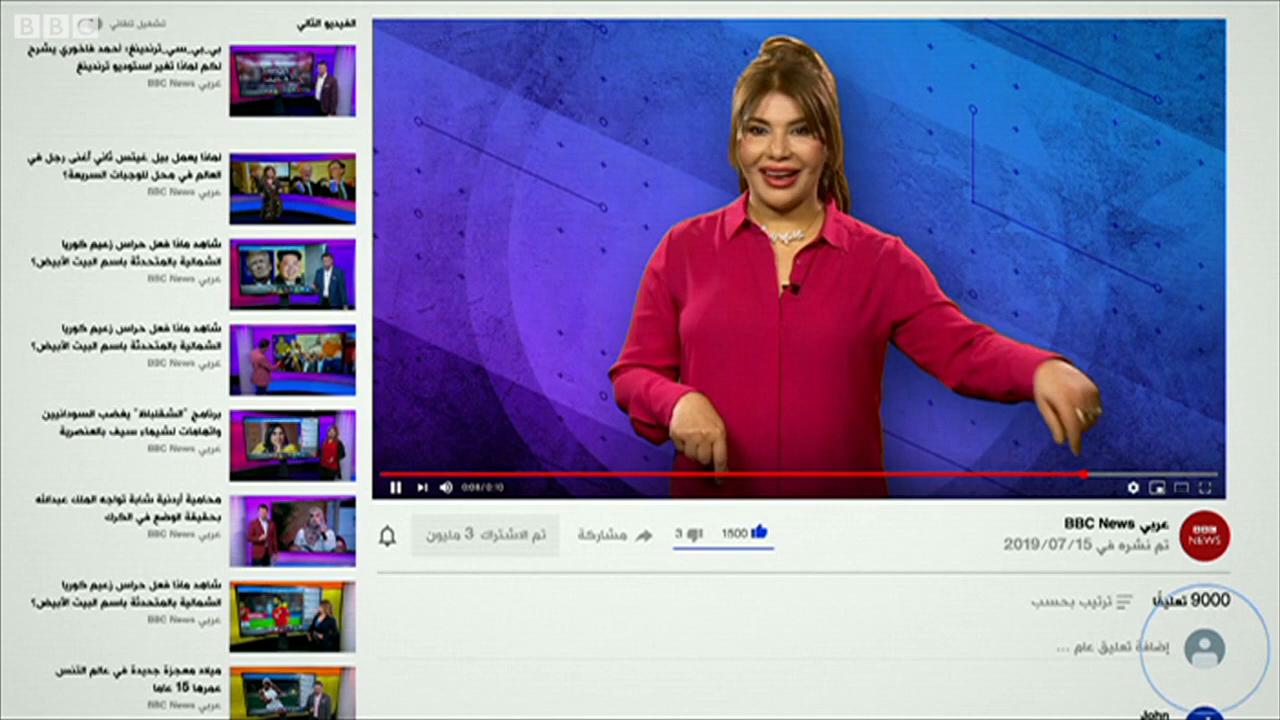 BBC
الفيديو التالي
تشغيل تلقائي
بي_بي_سي_ترندينغ: أحمد فاخوري يشرح
لكم لماذا تغير استوديو ترندينغ
BBC News عربي
لماذا يعمل بيل غيتس ثاني أغنى رجل في
العالم في محل للوجبات السريعة؟
BBC News عربي
شاهد ماذا فعل حراس زعيم كوريا
الشمالية بالمتحدثة باسم البيت الأبيض؟
BBC News عربي
شاهد ماذا فعل حراس زعيم كوريا
الشمالية بالمتحدثة باسم البيت الأبيض؟
BBC News عربي
برنامج "الشقلباظ" يغضب السودانيين
واتهامات لشيماء سيف بالعنصرية
BBC News عربي
محامية أردنية شابة تواجه الملك عبدالله
بحقيقة الوضع في الكرك
BBC News عربي
شاهد ماذا فعل حراس زعيم كوريا
الشمالية بالمتحدثة باسم البيت الأبيض؟
BBC News عربي
ميلاد معجزة جديدة في عالم التنس
عمرها 15 عاما
BBC News عربي
0:08/0:10
BBC News عربي
تم نشره في 2019/07/15
BBC
NEWS
1500
3
مشاركة
تم الاشتراك 3 مليون
9000 تعليقًا
ترتيب بحسب
إضافة تعليق عام ...
John